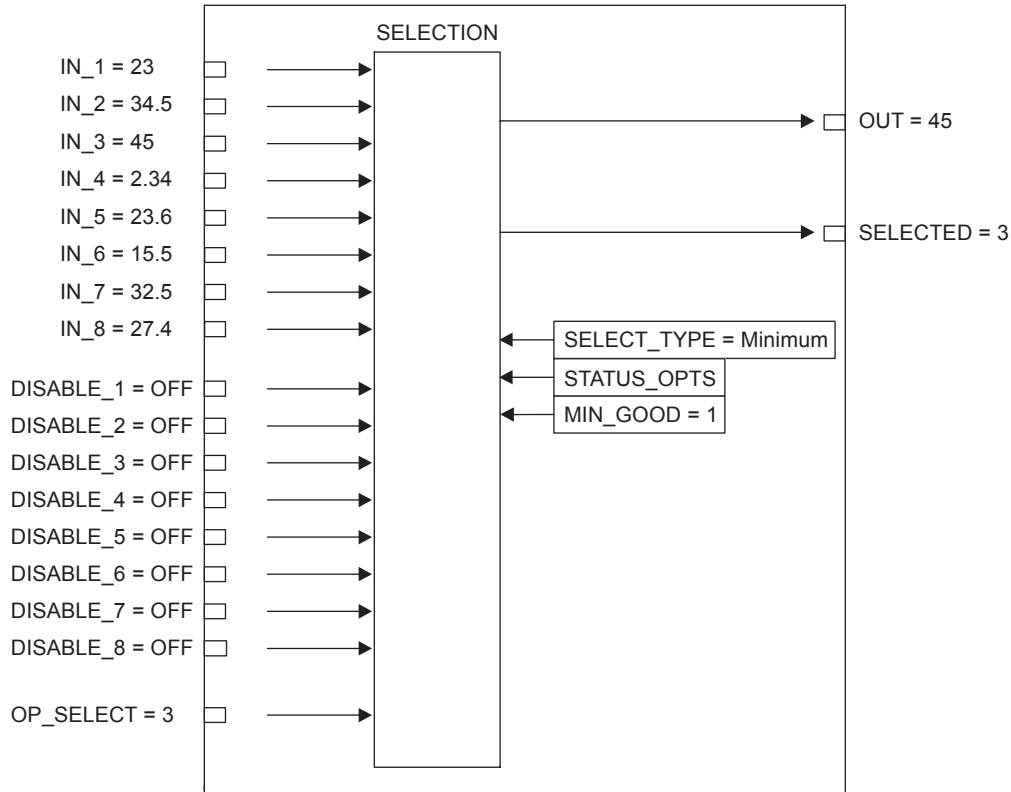 SELECTION
IN_1 = 23
IN_2 = 34.5
IN_3 = 45
IN_4 = 2.34
IN_5 = 23.6
IN_6 = 15.5
IN_7 = 32.5
IN_8 = 27.4
DISABLE_1 = OFF
DISABLE_2 = OFF
DISABLE_3 = OFF
DISABLE_4 = OFF
DISABLE_5 = OFF
DISABLE_6 = OFF
DISABLE_7 = OFF
DISABLE_8 = OFF
OP_SELECT = 3
OUT = 45
SELECTED = 3
SELECT_TYPE = Minimum
STATUS_OPTS
MIN_GOOD = 1